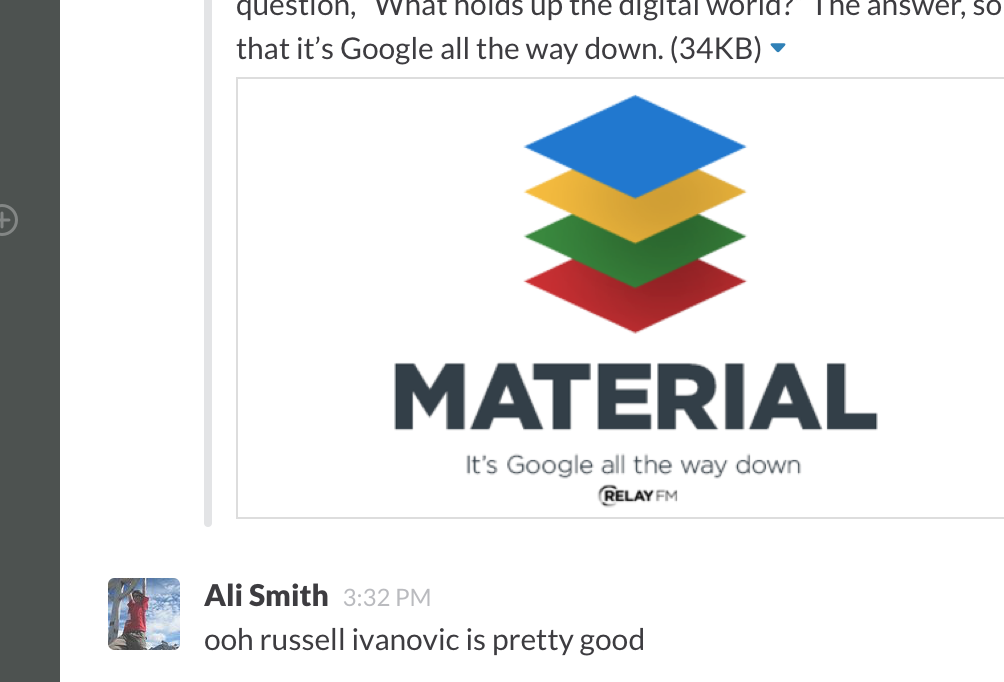 question, "What holds up the digital world?" The answer, so
that it's Google all the way down. (34KB)
MATERIAL
It's Google all the way down
RELAY FM
Ali Smith 3:32 PM
ooh russell ivanovic is pretty good